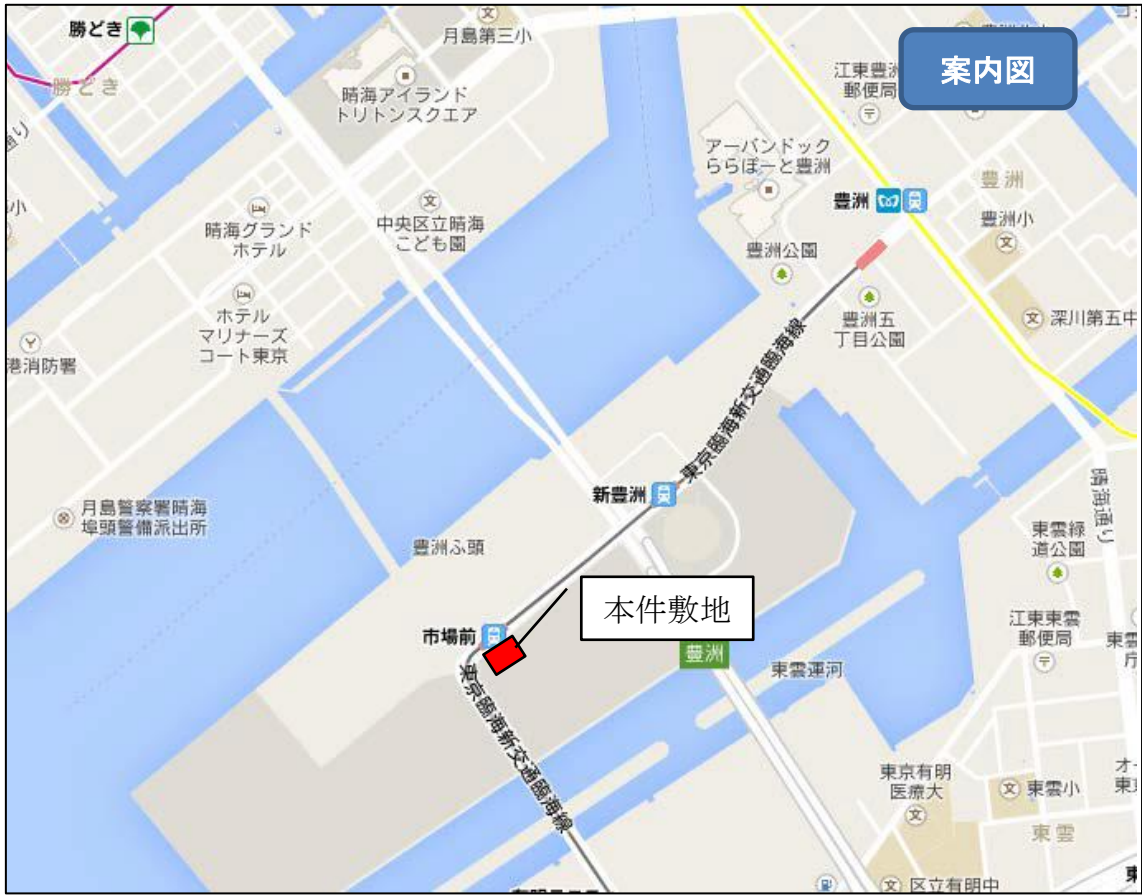 勝どき
勝どき
月島第三小
晴海アイランド
トリトンスクエア
案内図
江東豊洲
郵便局
アーバンドック
ららぽーと豊洲
豊洲
豊洲
豊洲小
晴海グランド
ホテル
中央区立晴海
こども園
豊洲公園
ホテル
マリナーズ
コート東京
豊洲五
丁目公園
深川第五中
港消防署
東京臨海新交通臨海線
新豊洲
月島警察署晴海
埠頭警備派出所
晴海通り
豊洲ふ頭
東雲緑
道公園
本件敷地
市場前
豊洲
江東東雲
郵便局
東雲運河
東京臨海新交通臨海線
東京有明
医療大
東雲小
東雲
区立有明中